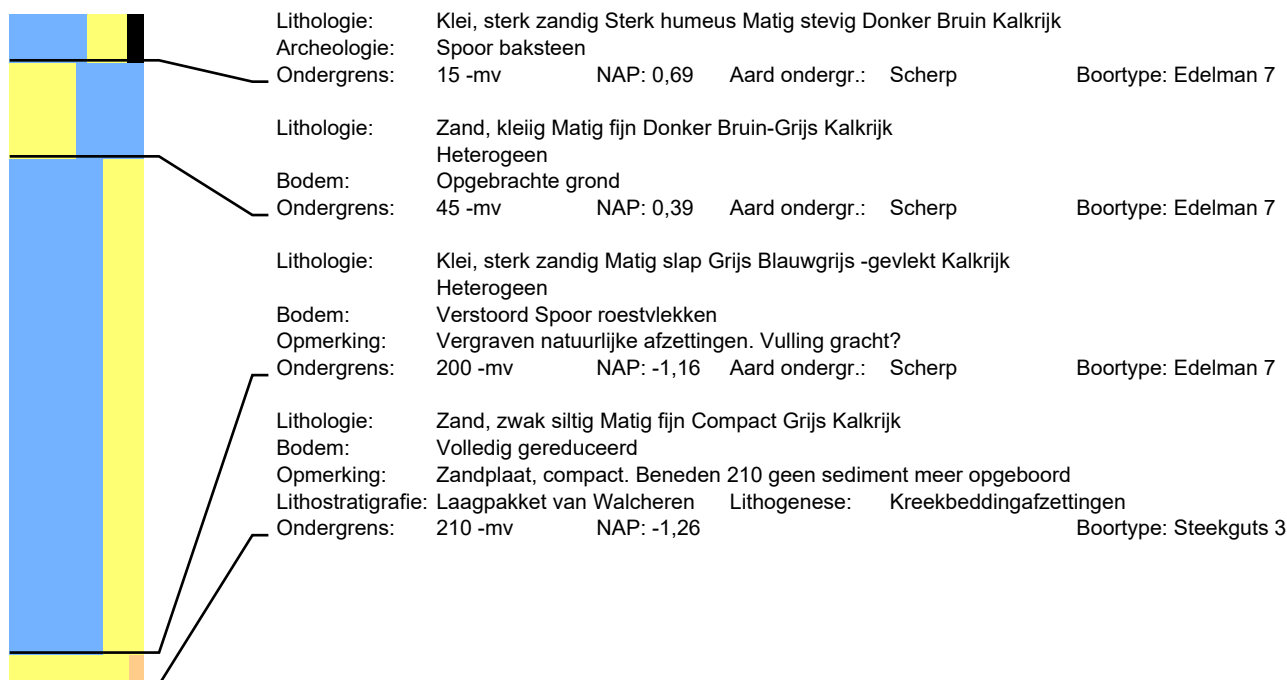 Lithologie: Klei, sterk zandig Sterk humeus Matig stevig Donker Bruin Kalkrijk
Archeologie: Spoor baksteen
Ondergrens: 15 -mv NAP: 0,69 Aard ondergr.: Scherp Boortype: Edelman 7
Lithologie: Zand, kleiig Matig fijn Donker Bruin-Grijs Kalkrijk
Heterogeen
Bodem: Opgebrachte grond
Ondergrens: 45 -mv NAP: 0,39 Aard ondergr.: Scherp Boortype: Edelman 7
Lithologie: Klei, sterk zandig Matig slap Grijs Blauwgrijs -gevlekt Kalkrijk
Heterogeen
Bodem: Verstoord Spoor roestvlekken
Opmerking: Vergraven natuurlijke afzettingen. Vulling gracht?
Ondergrens: 200 -mv NAP: -1,16 Aard ondergr.: Scherp Boortype: Edelman 7
Lithologie: Zand, zwak siltig Matig fijn Compact Grijs Kalkrijk
Bodem: Volledig gereduceerd
Opmerking: Zandplaat, compact. Beneden 210 geen sediment meer opgeboord
Lithostratigrafie: Laagpakket van Walcheren Lithogenese: Kreekbeddingafzettingen
Ondergrens: 210 -mv NAP: -1,26 Boortype: Steekguts 3